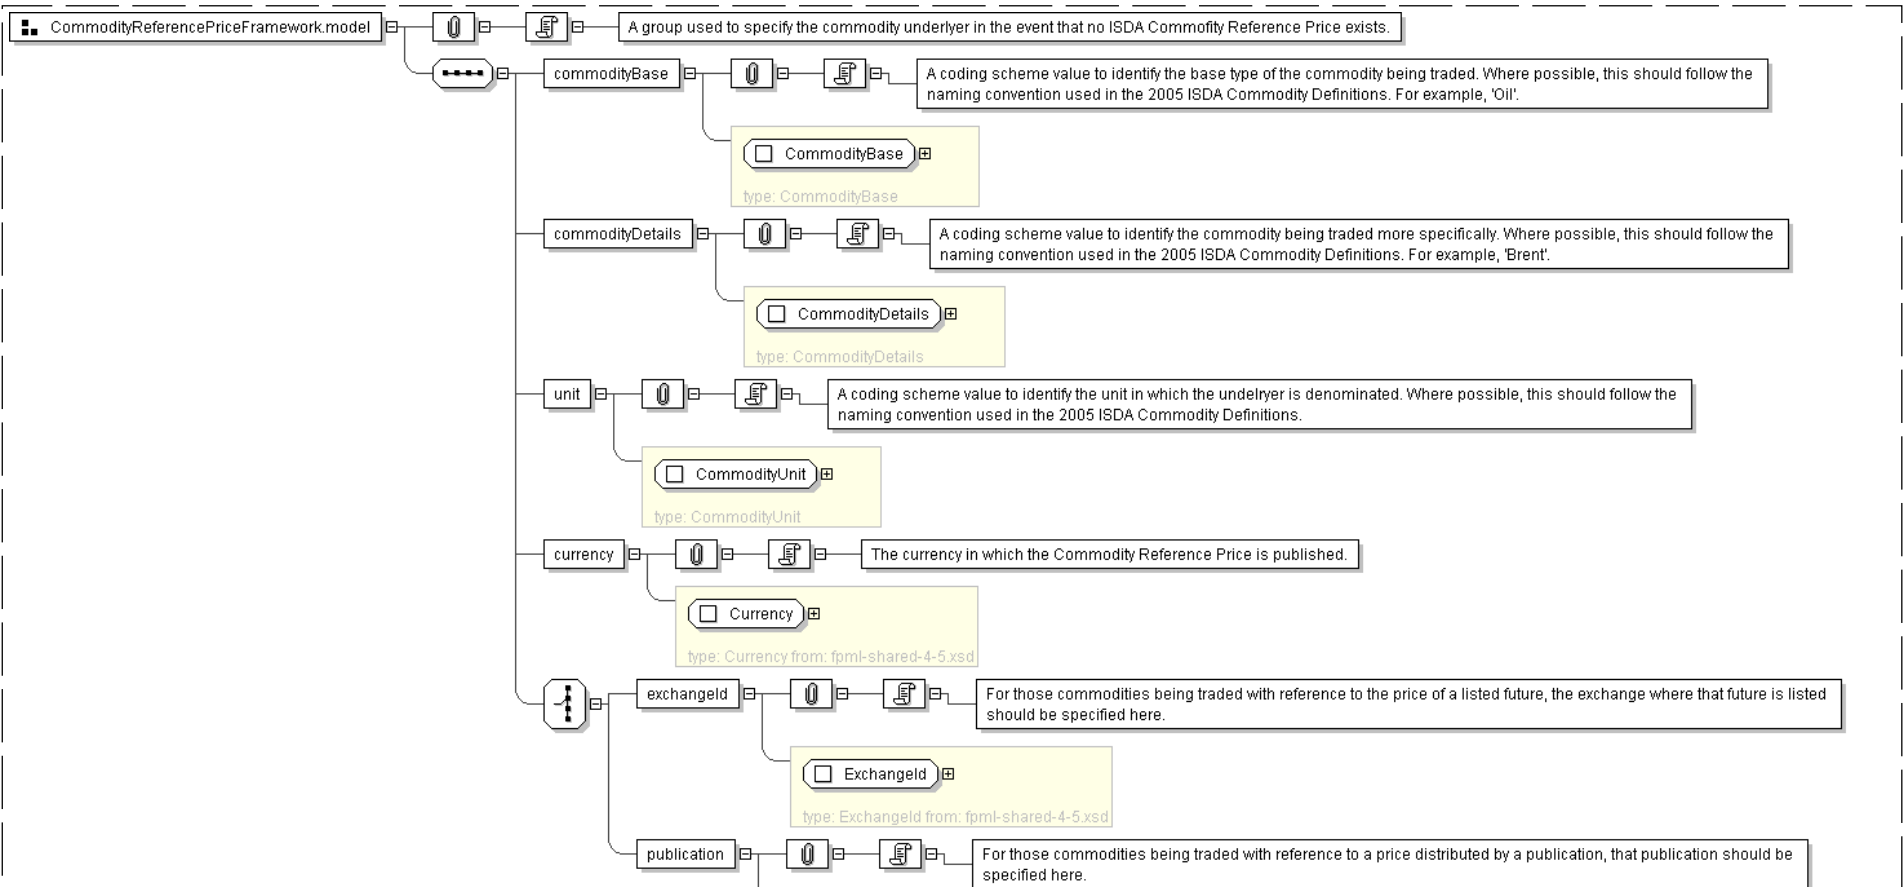 CommodityReferencePriceFramework.model
A group used to specify the commodity underlyer in the event that no ISDA Commofity Reference Price exists.
commodityBase
A coding scheme value to identify the base type of the commodity being traded. Where possible, this should follow the
naming convention used in the 2005 ISDA Commodity Definitions. For example, 'Oil'.
CommodityBase
type: CommodityBase
commodityDetails
A coding scheme value to identify the commodity being traded more specifically. Where possible, this should follow the
naming convention used in the 2005 ISDA Commodity Definitions. For example, 'Brent'.
CommodityDetails
type: CommodityDetails
unit
A coding scheme value to identify the unit in which the undelryer is denominated. Where possible, this should follow the
naming convention used in the 2005 ISDA Commodity Definitions.
CommodityUnit
type: CommodityUnit
currency
The currency in which the Commodity Reference Price is published.
Currency
type: Currency from: fpml-shared-4-5.xsd
exchangeId
For those commodities being traded with reference to the price of a listed future, the exchange where that future is listed
should be specified here.
ExchangeId
type: ExchangeId from: fpml-shared-4-5.xsd
publication
For those commodities being traded with reference to a price distributed by a publication, that publication should be
specified here.